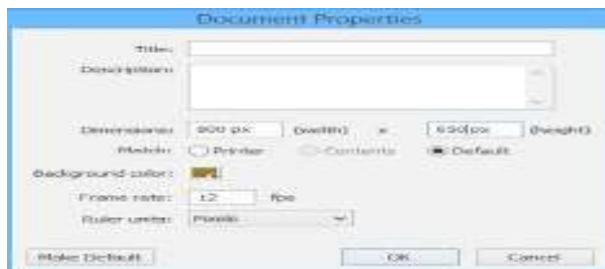 Document Properties
Title:
Description:
Dimensions: 800 px (width) x 650 px (height)
Match: Printer Contents Default
Background color:
Frame rate: 12 fps
Ruler units: Pixels
Make Default OK Cancel